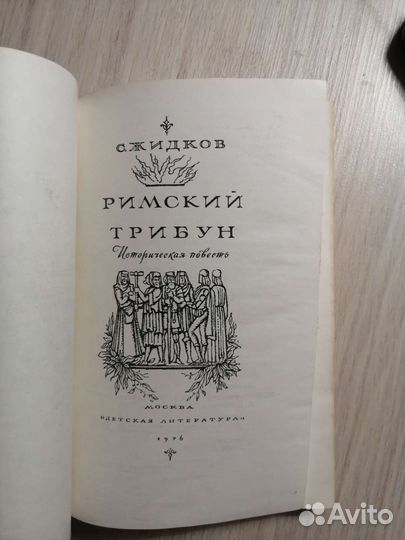 С. ЖИДКОВ
РИМСКИЙ
ТРИБУН
Историческая повесть
МОСКВА
«ДЕТСКАЯ ЛИТЕРАТУРА»
1976
Avito